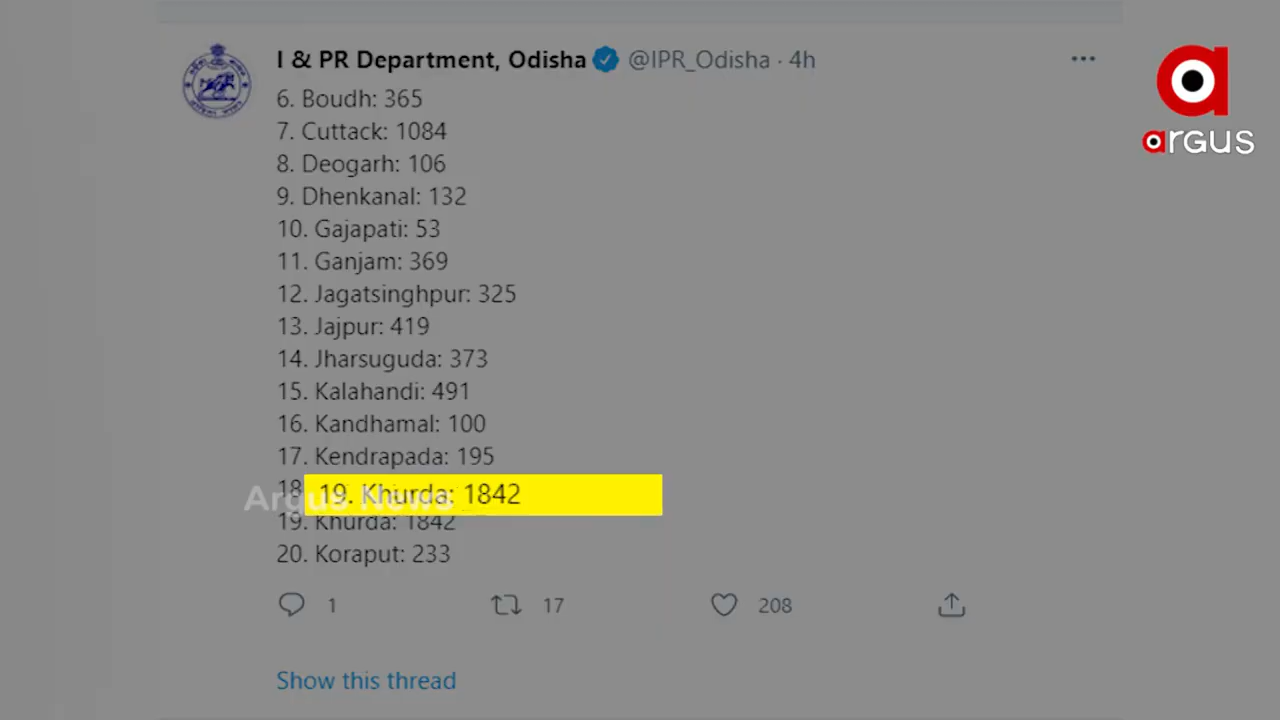 I & PR Department, Odisha @IPR_Odisha · 4h
6. Boudh: 365
7. Cuttack: 1084
8. Deogarh: 106
9. Dhenkanal: 132
10. Gajapati: 53
11. Ganjam: 369
12. Jagatsinghpur: 325
13. Jajpur: 419
14. Jharsuguda: 373
15. Kalahandi: 491
16. Kandhamal: 100
17. Kendrapada: 195
18
19. Khurda: 1842
Argus News
19. Khurda: 1842
20. Koraput: 233
1 17 208
Show this thread
argus